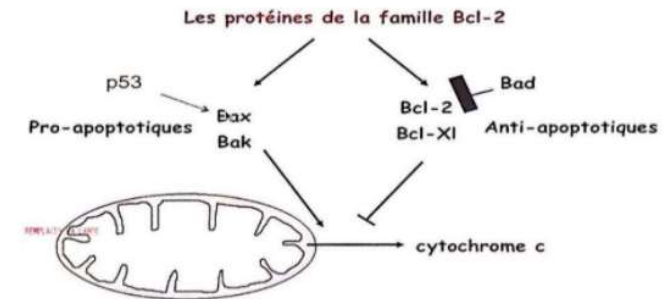 Les protéines de la famille Bcl-2
p53
Bad
Bax
Bcl-2
Pro-apoptotiques
Bak
Bcl-Xl
Anti-apoptotiques
cytochrome c